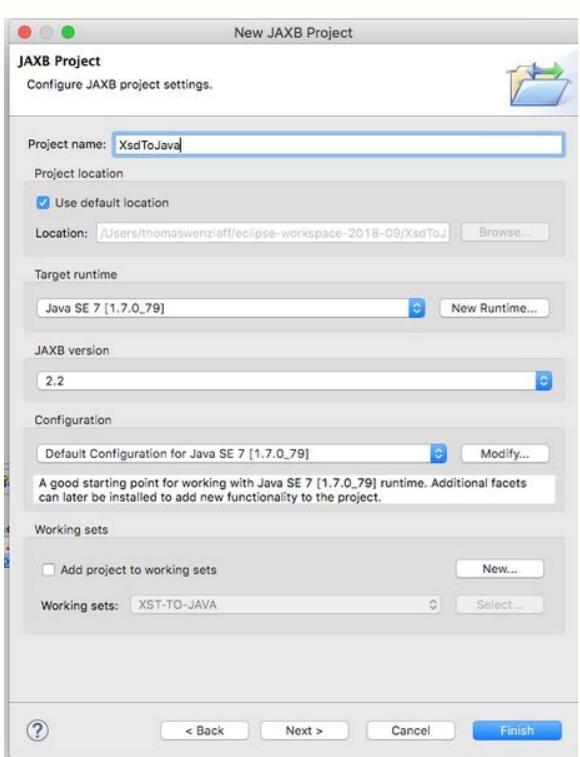 New JAXB Project
JAXB Project
Configure JAXB project settings.
Project name: XsdToJava
Project location
Use default location
Location: /Users/thomaswenzlaff/eclipse-workspace-2018-09/XsdToJ Browse...
Target runtime
Java SE 7 [1.7.0_79] New Runtime...
JAXB version
2.2
Configuration
Default Configuration for Java SE 7 [1.7.0_79] Modify...
A good starting point for working with Java SE 7 [1.7.0_79] runtime. Additional facets
can later be installed to add new functionality to the project.
Working sets
Add project to working sets New...
Working sets: XST-TO-JAVA Select...
? < Back Next > Cancel Finish